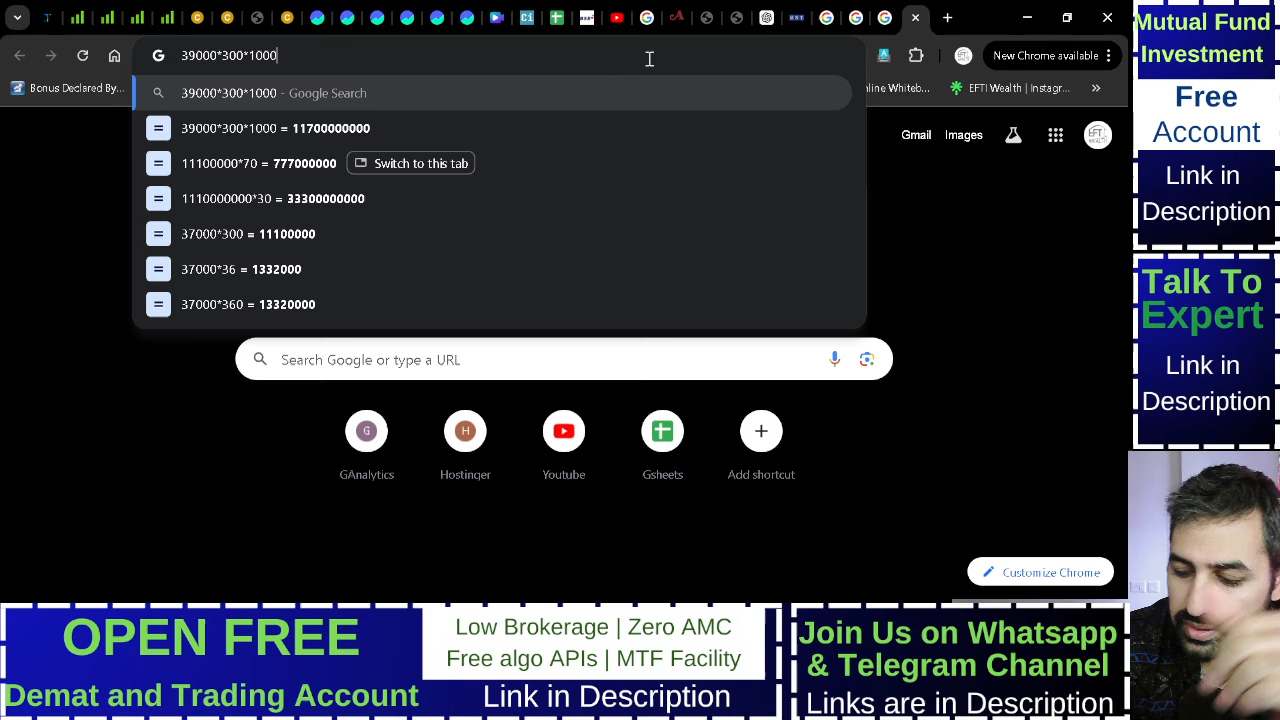 39000*300*1000
New Chrome available
Bonus Declared By...
nline Whiteb...
EFTI Wealth | Instagr...
39000*300*1000 - Google Search
39000*300*1000 = 11700000000
11100000*70 = 777000000
Switch to this tab
1110000000*30 = 33300000000
37000*300 = 11100000
37000*36 = 1332000
37000*360 = 13320000
Gmail
Images
Search Google or type a URL
GAnalytics
Hostinger
Youtube
Gsheets
Add shortcut
Customize Chrome
Mutual Fund
Investment
Free
Account
Link in
Description
Talk To
Expert
Link in
Description
OPEN FREE
Demat and Trading Account
Low Brokerage | Zero AMC
Free algo APIs | MTF Facility
Link in Description
Join Us on Whatsapp
& Telegram Channel
Links are in Description